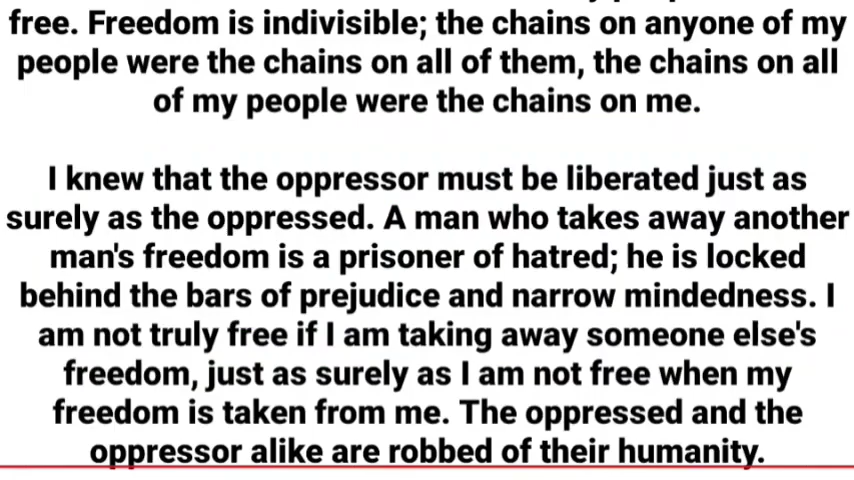 free. Freedom is indivisible; the chains on anyone of my
people were the chains on all of them, the chains on all
of my people were the chains on me.
I knew that the oppressor must be liberated just as
surely as the oppressed. A man who takes away another
man's freedom is a prisoner of hatred; he is locked
behind the bars of prejudice and narrow mindedness. I
am not truly free if I am taking away someone else's
freedom, just as surely as I am not free when my
freedom is taken from me. The oppressed and the
oppressor alike are robbed of their humanity.